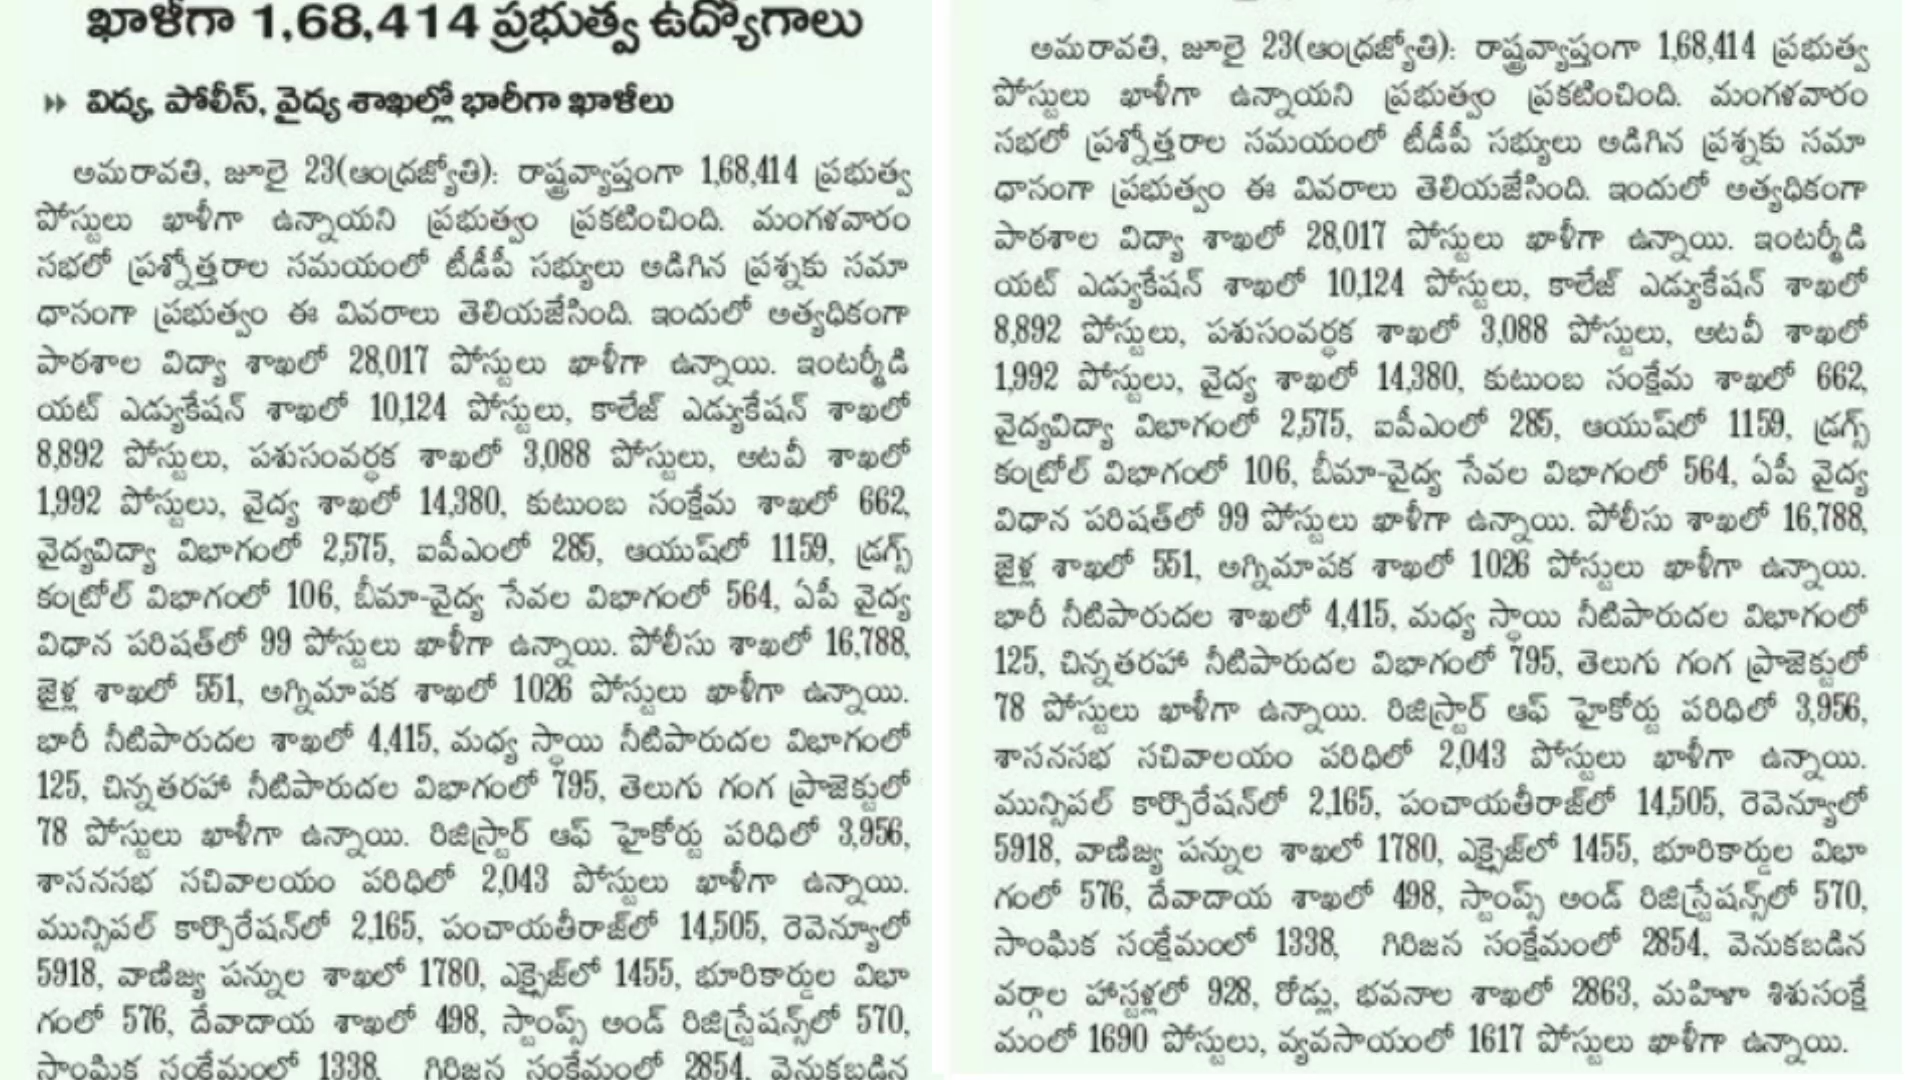 ఖాళీగా 1,68,414 ప్రభుత్వ ఉద్యోగాలు
›› విద్య, పోలీస్, వైద్య శాఖల్లో భారీగా ఖాళీలు
అమరావతి, జూలై 23(ఆంధ్రజ్యోతి): రాష్ట్రవ్యాప్తంగా 1,68,414 ప్రభుత్వ
పోస్టులు ఖాళీగా ఉన్నాయని ప్రభుత్వం ప్రకటించింది. మంగళవారం
సభలో ప్రశ్నోత్తరాల సమయంలో టీడీపీ సభ్యులు అడిగిన ప్రశ్నకు సమా
ధాసంగా ప్రభుత్వం ఈ వివరాలు తెలియజేసింది. ఇందులో అత్యధికంగా
పాఠశాల విద్యా శాఖలో 28,017 పోస్టులు ఖాళీగా ఉన్నాయి. ఇంటర్మీడి
యట్ ఎడ్యుకేషన్ శాఖలో 10,124 పోస్టులు, కాలేజ్ ఎడ్యుకేషన్ శాఖలో
8,892 పోస్టులు, పశుసంవర్థక శాఖలో 3,088 పోస్టులు, అటవీ శాఖలో
1,992 పోస్టులు, వైద్య శాఖలో 14,380, కుటుంబ సంక్షేమ శాఖలో 662,
వైద్యవిద్యా విభాగంలో 2,575, ఐపీఎంలో 285, ఆయుష్‌లో 1159, డ్రగ్స్
కంట్రోల్ విభాగంలో 106, బీమా-వైద్య సేవల విభాగంలో 564, ఏపీ వైద్య
విధాన పరిషత్‌లో 99 పోస్టులు ఖాళీగా ఉన్నాయి. పోలీసు శాఖలో 16,788,
జైళ్ల శాఖలో 551, అగ్నిమాపక శాఖలో 1026 పోస్టులు ఖాళీగా ఉన్నాయి.
భారీ నీటిపారుదల శాఖలో 4,415, మధ్య స్థాయి నీటిపారుదల విభాగంలో
125, చిన్నతరహా నీటిపారుదల విభాగంలో 795, తెలుగు గంగ ప్రాజెక్టులో
78 పోస్టులు ఖాళీగా ఉన్నాయి. రిజిస్ట్రార్ ఆఫ్ హైకోర్టు పరిధిలో 3,956,
శాసనసభ సచివాలయం పరిధిలో 2,043 పోస్టులు ఖాళీగా ఉన్నాయి.
మున్సిపల్ కార్పొరేషన్‌లో 2,165, పంచాయతీరాజ్‌లో 14,505, రెవెన్యూలో
5918, వాణిజ్య పన్నుల శాఖలో 1780, ఎక్సైజ్‌లో 1455, భూరికార్డుల విభా
గంలో 576, దేవాదాయ శాఖలో 498, స్టాంప్స్ అండ్ రిజిస్ట్రేషన్స్‌లో 570,
సాంఘిక సంక్షేమంలో 1338, గిరిజన సంక్షేమంలో 2854, వెనుకబడిన
అమరావతి, జూలై 23(ఆంధ్రజ్యోతి): రాష్ట్రవ్యాప్తంగా 1,68,414 ప్రభుత్వ
పోస్టులు ఖాళీగా ఉన్నాయని ప్రభుత్వం ప్రకటించింది. మంగళవారం
సభలో ప్రశ్నోత్తరాల సమయంలో టీడీపీ సభ్యులు అడిగిన ప్రశ్నకు సమా
ధాసంగా ప్రభుత్వం ఈ వివరాలు తెలియజేసింది. ఇందులో అత్యధికంగా
పాఠశాల విద్యా శాఖలో 28,017 పోస్టులు ఖాళీగా ఉన్నాయి. ఇంటర్మీడి
యట్ ఎడ్యుకేషన్ శాఖలో 10,124 పోస్టులు, కాలేజ్ ఎడ్యుకేషన్ శాఖలో
8,892 పోస్టులు, పశుసంవర్థక శాఖలో 3,088 పోస్టులు, అటవీ శాఖలో
1,992 పోస్టులు, వైద్య శాఖలో 14,380, కుటుంబ సంక్షేమ శాఖలో 662,
వైద్యవిద్యా విభాగంలో 2,575, ఐపీఎంలో 285, ఆయుష్‌లో 1159, డ్రగ్స్
కంట్రోల్ విభాగంలో 106, బీమా-వైద్య సేవల విభాగంలో 564, ఏపీ వైద్య
విధాన పరిషత్‌లో 99 పోస్టులు ఖాళీగా ఉన్నాయి. పోలీసు శాఖలో 16,788,
జైళ్ల శాఖలో 551, అగ్నిమాపక శాఖలో 1026 పోస్టులు ఖాళీగా ఉన్నాయి.
భారీ నీటిపారుదల శాఖలో 4,415, మధ్య స్థాయి నీటిపారుదల విభాగంలో
125, చిన్నతరహా నీటిపారుదల విభాగంలో 795, తెలుగు గంగ ప్రాజెక్టులో
78 పోస్టులు ఖాళీగా ఉన్నాయి. రిజిస్ట్రార్ ఆఫ్ హైకోర్టు పరిధిలో 3,956,
శాసనసభ సచివాలయం పరిధిలో 2,043 పోస్టులు ఖాళీగా ఉన్నాయి.
మున్సిపల్ కార్పొరేషన్‌లో 2,165, పంచాయతీరాజ్‌లో 14,505, రెవెన్యూలో
5918, వాణిజ్య పన్నుల శాఖలో 1780, ఎక్సైజ్‌లో 1455, భూరికార్డుల విభా
గంలో 576, దేవాదాయ శాఖలో 498, స్టాంప్స్ అండ్ రిజిస్ట్రేషన్స్‌లో 570,
సాంఘిక సంక్షేమంలో 1338, గిరిజన సంక్షేమంలో 2854, వెనుకబడిన
వర్గాల హాస్టళ్లలో 928, రోడ్లు, భవనాల శాఖలో 2863, మహిళా శిశుసంక్షే
మంలో 1690 పోస్టులు, వ్యవసాయంలో 1617 పోస్టులు ఖాళీగా ఉన్నాయి.